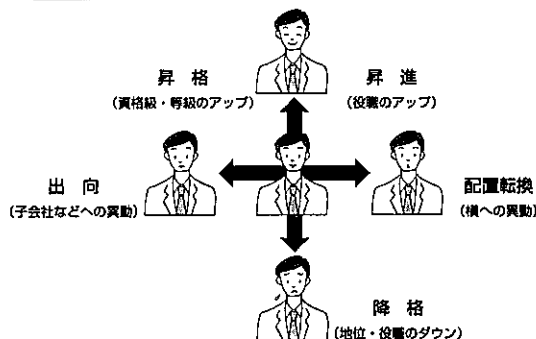 昇格
(資格級・等級のアップ)
昇進
(役職のアップ)
出向
(子会社などへの異動)
配置転換
(横への異動)
降格
(地位・役職のダウン)